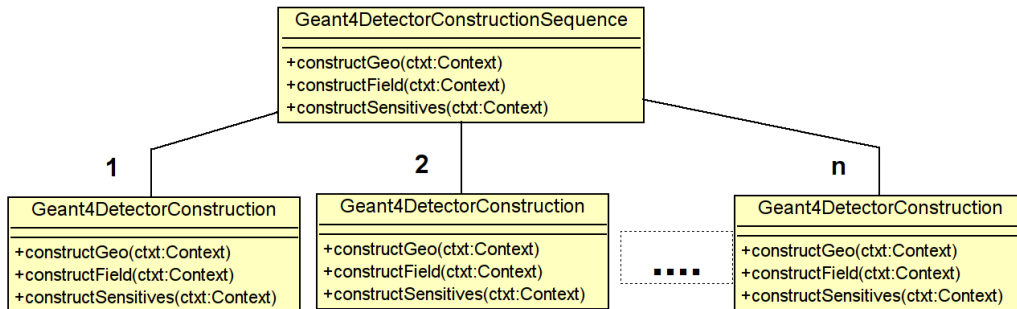 Geant4DetectorConstructionSequence
+constructGeo(ctxt:Context)
+constructField(ctxt:Context)
+constructSensitives(ctxt:Context)
1
2
n
Geant4DetectorConstruction
+constructGeo(ctxt:Context)
+constructField(ctxt:Context)
+constructSensitives(ctxt:Context)
Geant4DetectorConstruction
+constructGeo(ctxt:Context)
+constructField(ctxt:Context)
+constructSensitives(ctxt:Context)
....
Geant4DetectorConstruction
+constructGeo(ctxt:Context)
+constructField(ctxt:Context)
+constructSensitives(ctxt:Context)